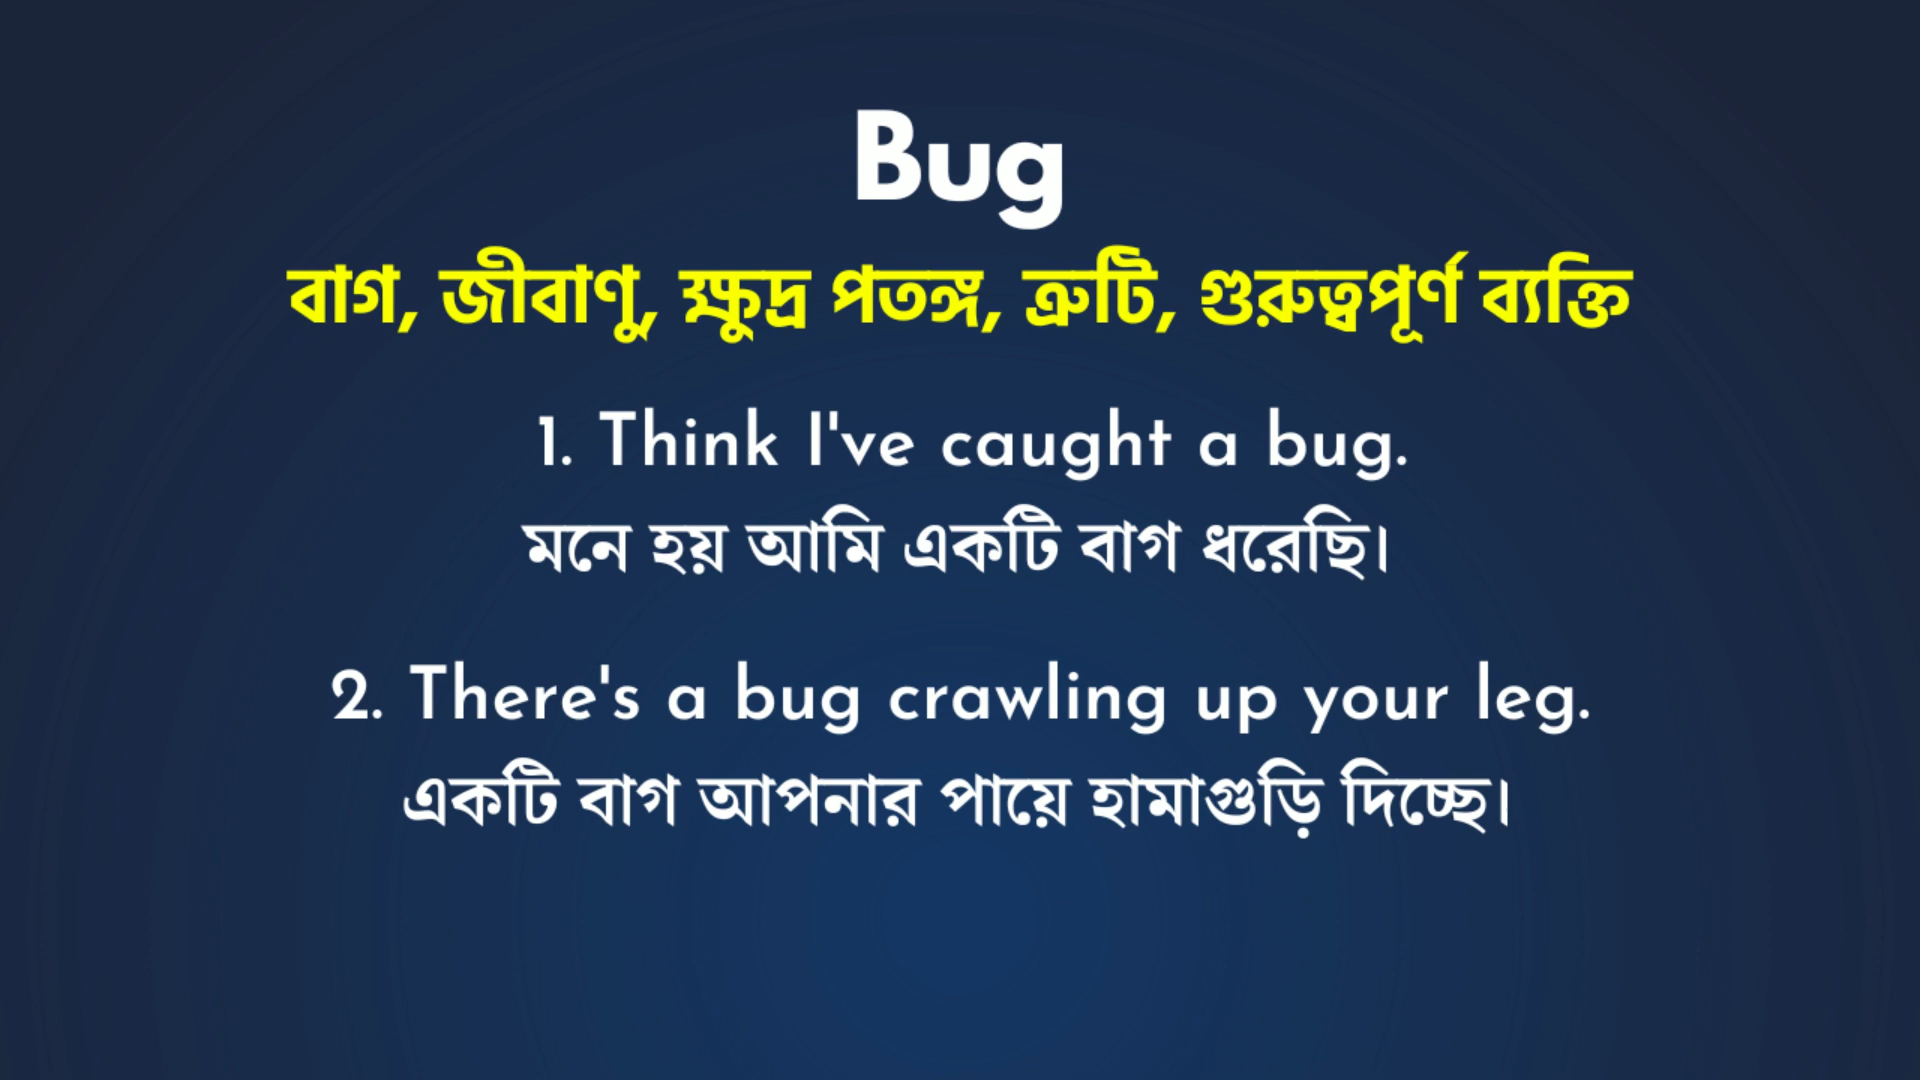 Bug
বাগ, জীবাণু, ক্ষুদ্র পতঙ্গ, ত্রুটি, গুরুত্বপূর্ণ ব্যক্তি
1. Think I've caught a bug.
মনে হয় আমি একটি বাগ ধরেছি।
2. There's a bug crawling up your leg.
একটি বাগ আপনার পায়ে হামাগুড়ি দিচ্ছে।